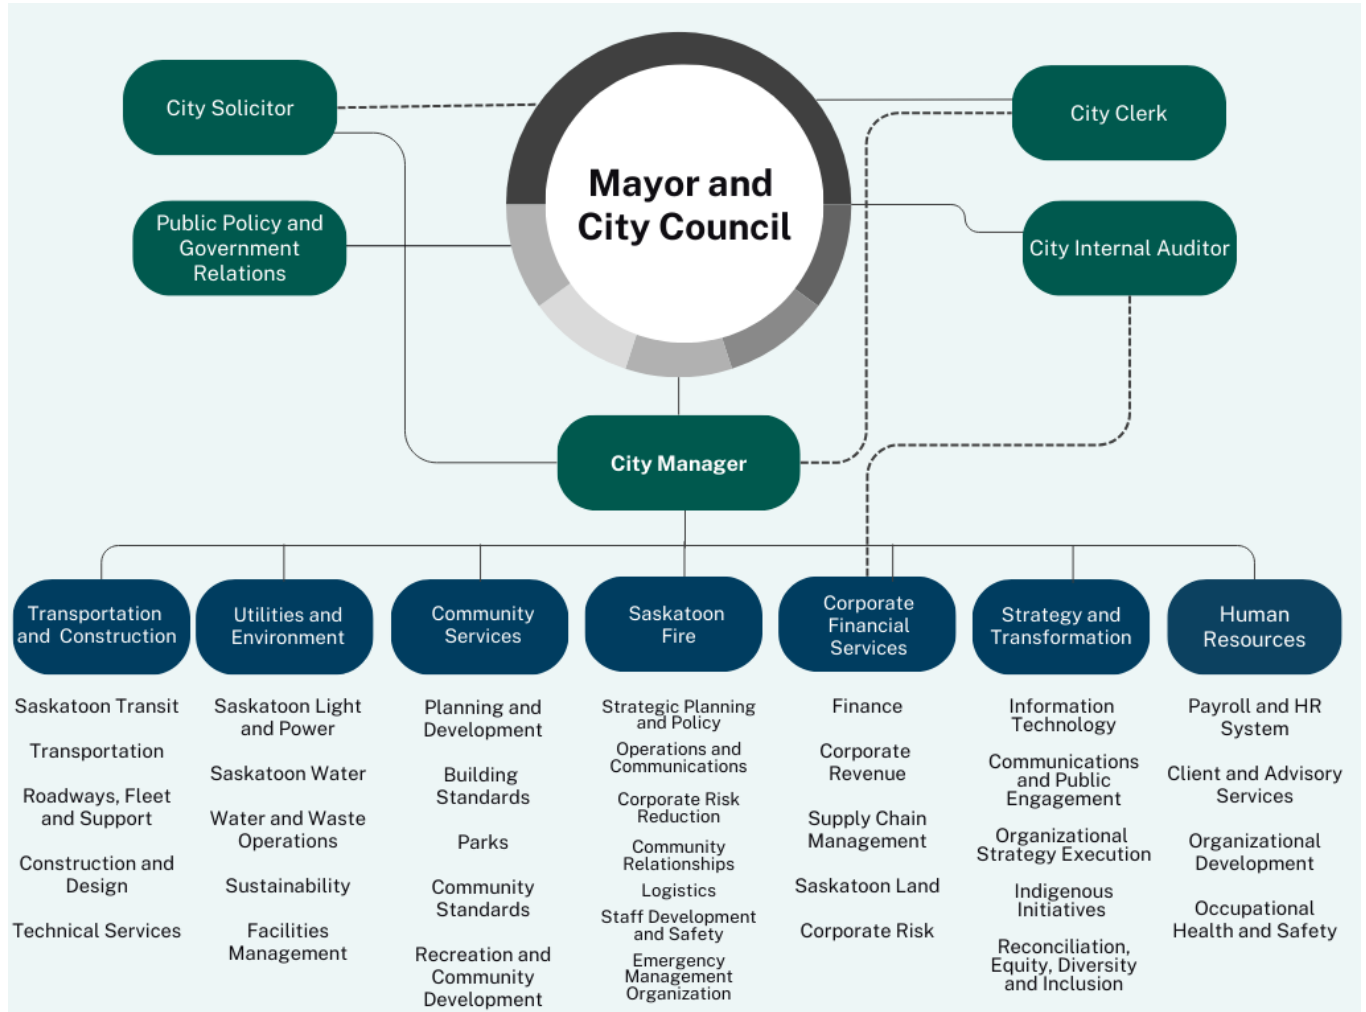 City Solicitor
Mayor and
City Council
City Clerk
Public Policy and
Government
Relations
City Internal Auditor
City Manager
Transportation
and Construction
Saskatoon Transit
Transportation
Roadways, Fleet
and Support
Construction and
Design
Technical Services
Utilities and
Environment
Saskatoon Light
and Power
Saskatoon Water
Water and Waste
Operations
Sustainability
Facilities
Management
Community
Services
Planning and
Development
Building
Standards
Parks
Community
Standards
Recreation and
Community
Development
Saskatoon
Fire
Strategic Planning
and Policy
Operations and
Communications
Corporate Risk
Reduction
Community
Relationships
Logistics
Staff Development
and Safety
Emergency
Management
Organization
Corporate
Financial
Services
Finance
Corporate
Revenue
Supply Chain
Management
Saskatoon Land
Corporate Risk
Strategy and
Transformation
Information
Technology
Communications
and Public
Engagement
Organizational
Strategy Execution
Indigenous
Initiatives
Reconciliation,
Equity, Diversity
and Inclusion
Human
Resources
Payroll and HR
System
Client and Advisory
Services
Organizational
Development
Occupational
Health and Safety